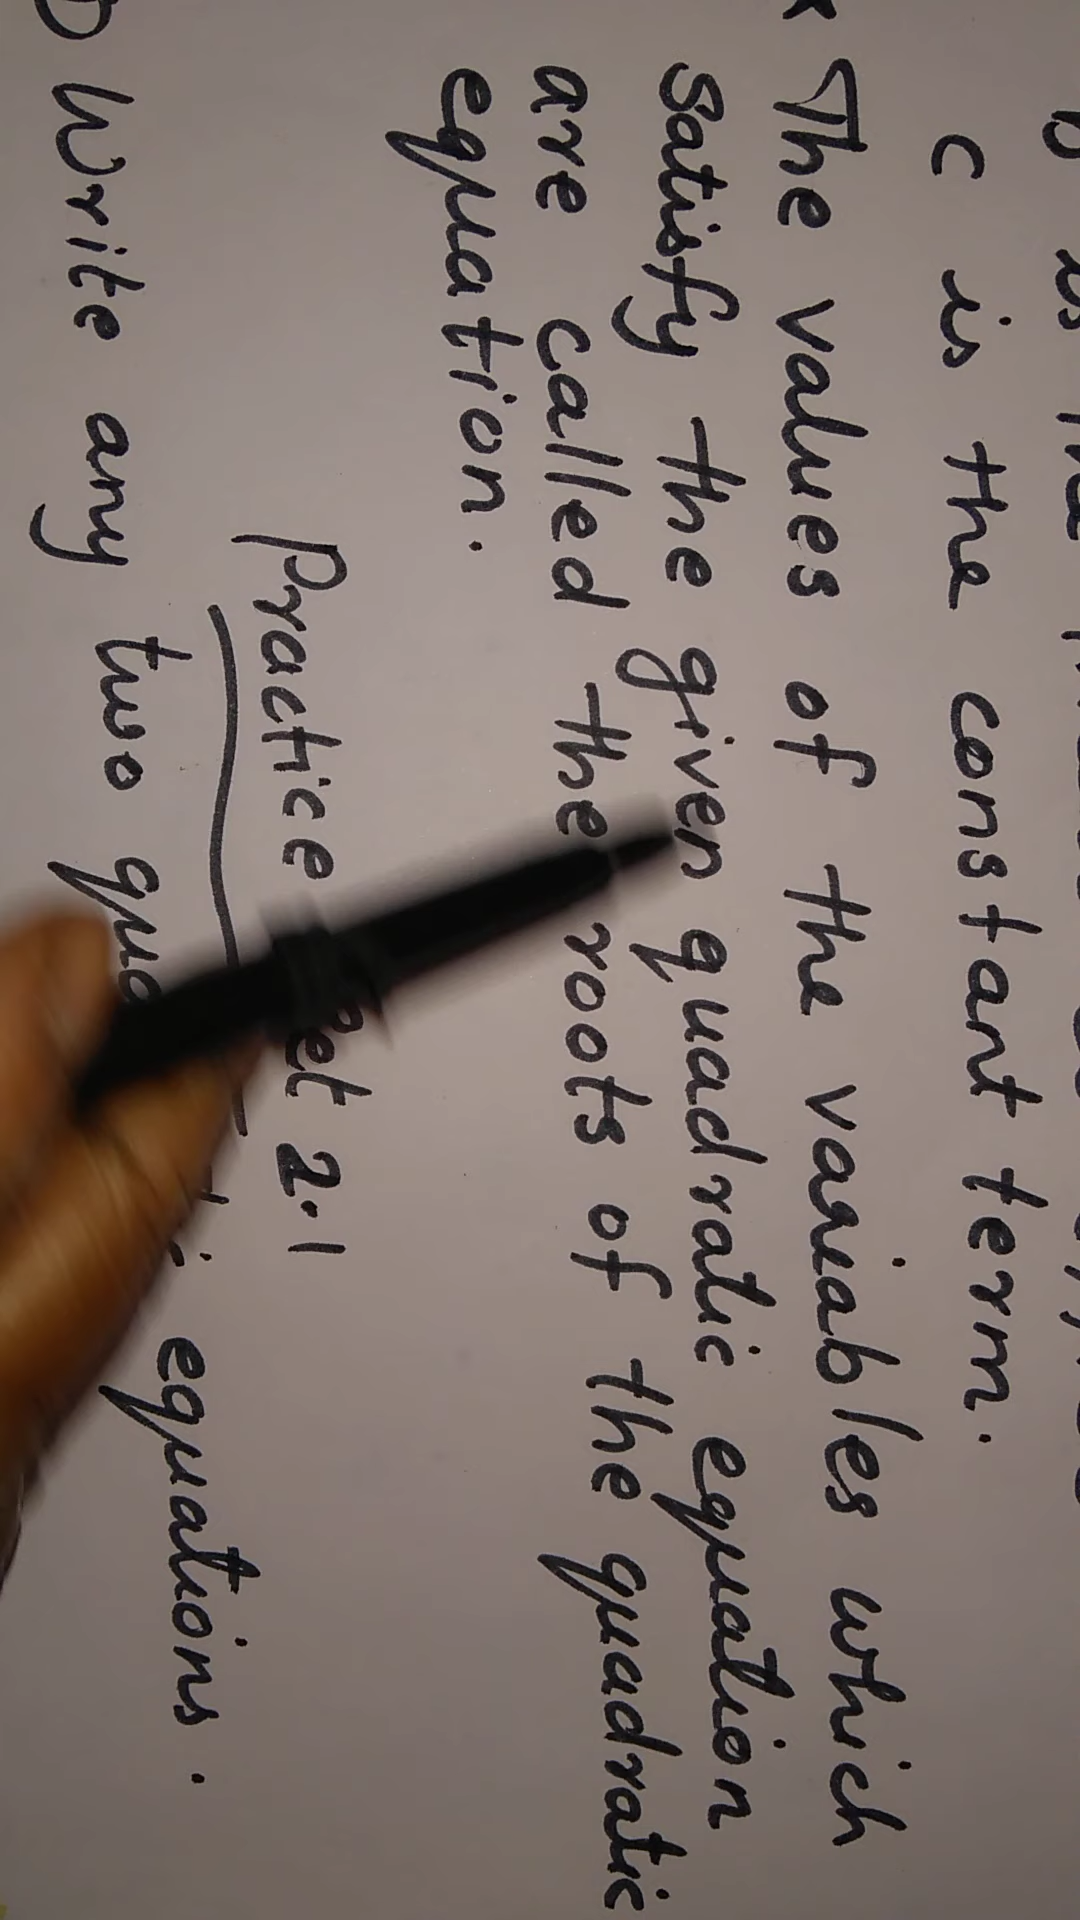 c is the constant term.
* The values of the variables which
satisfy the given quadratic equation
are called the roots of the quadratic
equation.
Practice 2.1
Write any two equations.